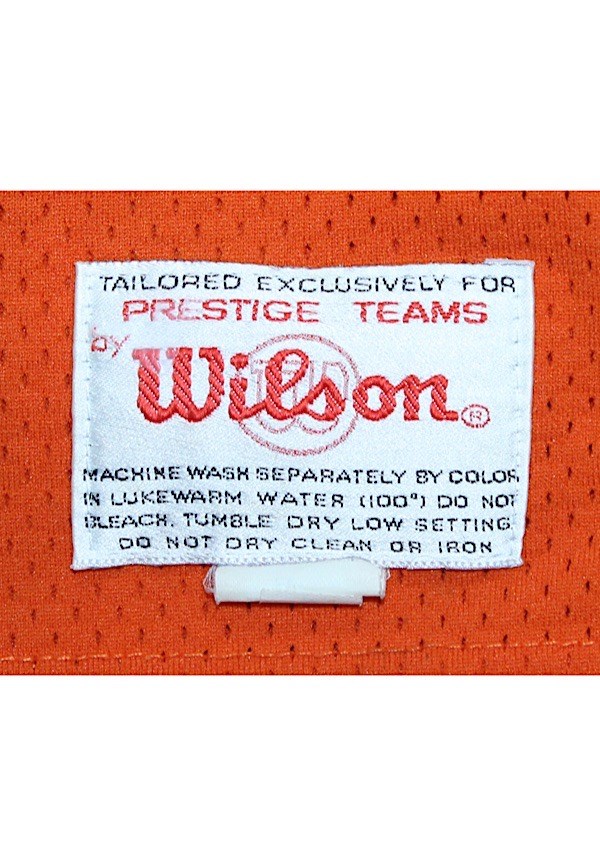 TAILORED EXCLUSIVELY FOR
PRESTIGE TEAMS
by Wilson®
MACHINE WASH SEPARATELY BY COLOR
IN LUKEWARM WATER (100°) DO NOT
BLEACH. TUMBLE DRY LOW SETTING
DO NOT DRY CLEAN OR IRON